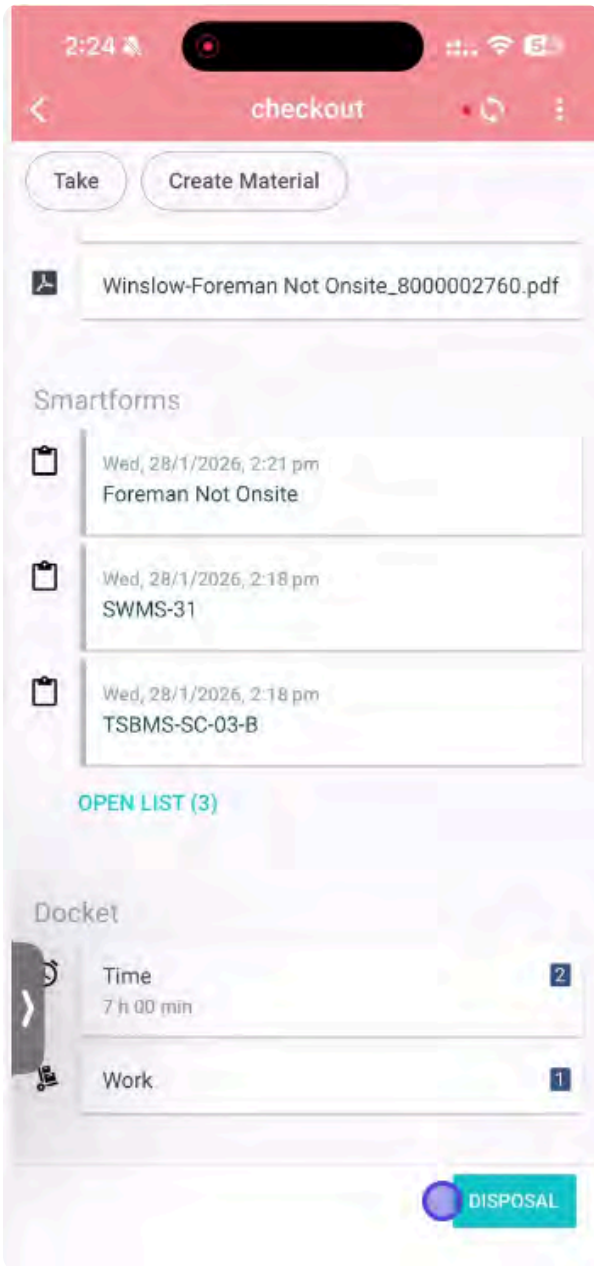 2:24
checkout
Take
Create Material
Winslow-Foreman Not Onsite_8000002760.pdf
Smartforms
Wed, 28/1/2026, 2:21 pm
Foreman Not Onsite
Wed, 28/1/2026, 2:18 pm
SWMS-31
Wed, 28/1/2026, 2:18 pm
TSBMS-SC-03-B
OPEN LIST (3)
Docket
Time
2
7 h 00 min
Work
1
DISPOSAL